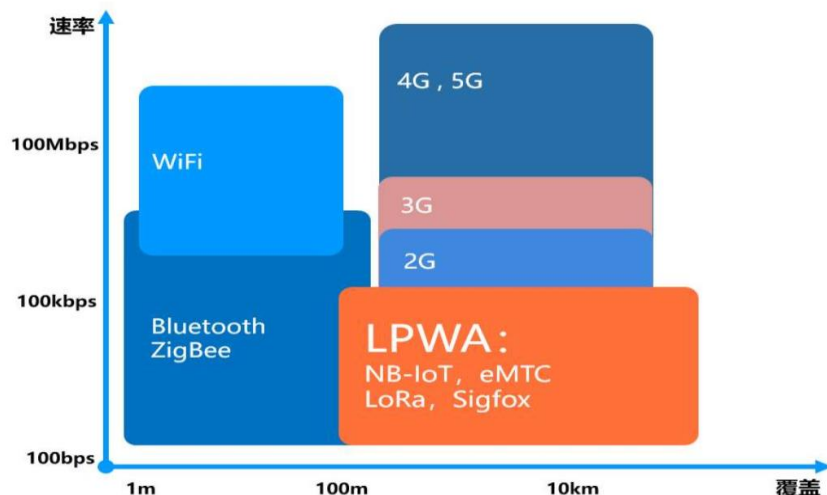 速率
4G , 5G
100Mbps
WiFi
3G
2G
100kbps
Bluetooth
ZigBee
LPWA：
NB-IoT，eMTC
LoRa，Sigfox
100bps
1m
100m
10km
覆盖